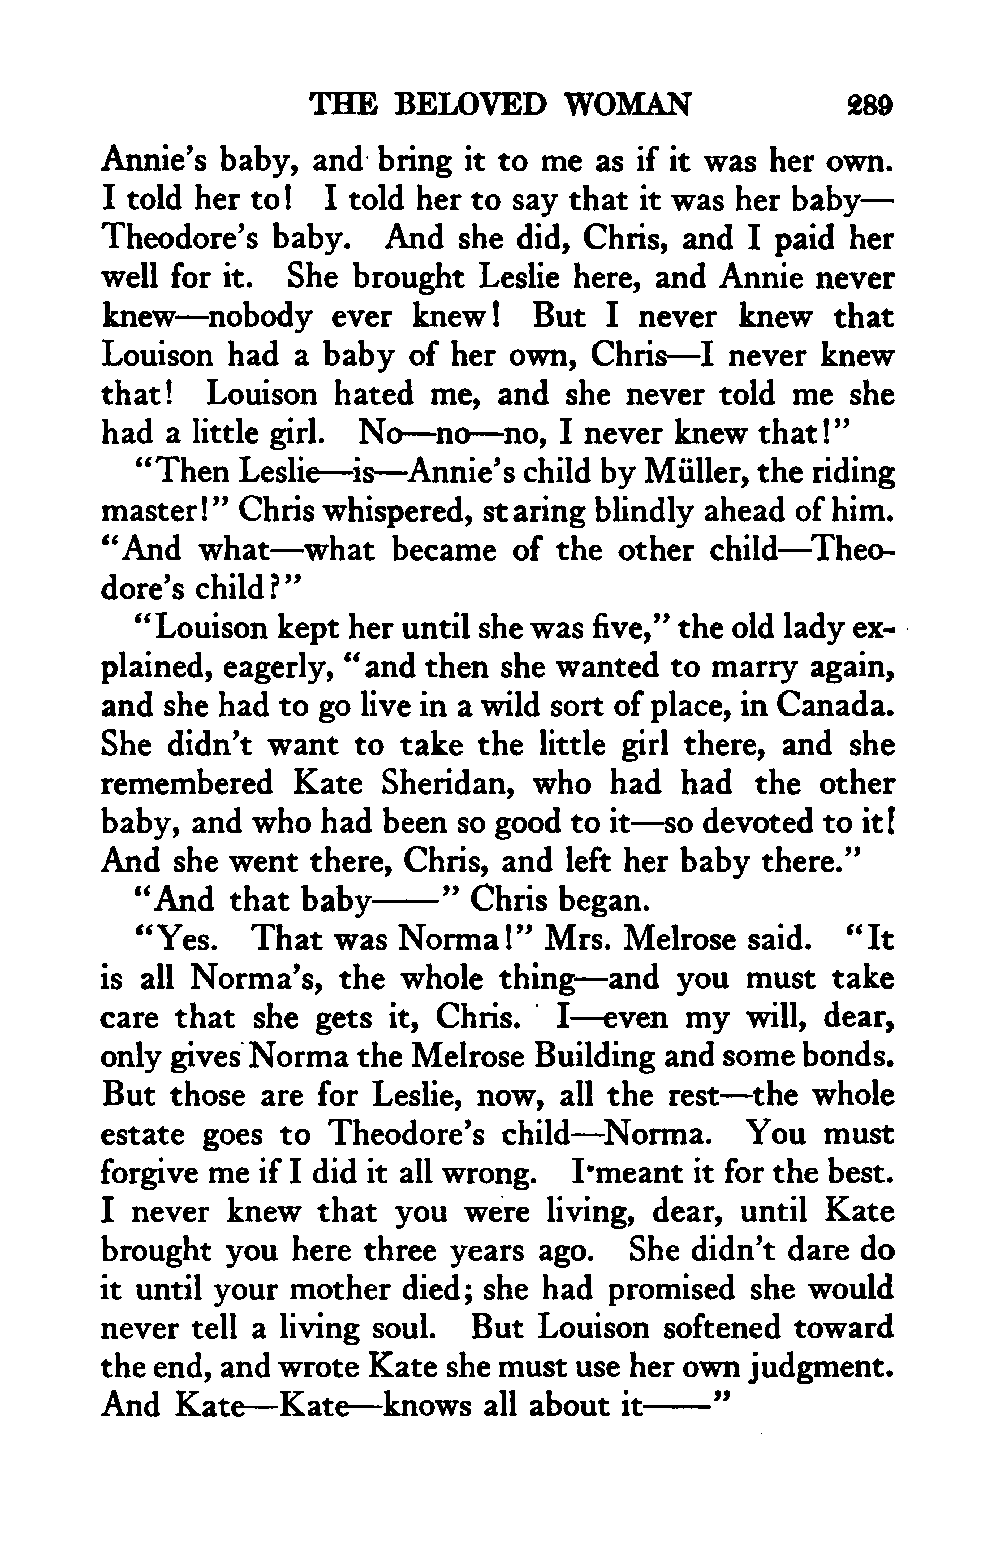 THE BELOVED WOMAN 289
Annie's baby, and bring it to me as if it was her own.
I told her to! I told her to say that it was her baby—
Theodore's baby. And she did, Chris, and I paid her
well for it. She brought Leslie here, and Annie never
knew—nobody ever knew! But I never knew that
Louison had a baby of her own, Chris—I never knew
that! Louison hated me, and she never told me she
had a little girl. No—no—no, I never knew that!"
"Then Leslie—is—Annie's child by Müller, the riding
master!" Chris whispered, staring blindly ahead of him.
"And what—what became of the other child—Theo-
dore's child?"
"Louison kept her until she was five," the old lady ex-
plained, eagerly, "and then she wanted to marry again,
and she had to go live in a wild sort of place, in Canada.
She didn't want to take the little girl there, and she
remembered Kate Sheridan, who had had the other
baby, and who had been so good to it—so devoted to it!
And she went there, Chris, and left her baby there."
"And that baby——" Chris began.
"Yes. That was Norma!" Mrs. Melrose said. "It
is all Norma's, the whole thing—and you must take
care that she gets it, Chris. I—even my will, dear,
only gives Norma the Melrose Building and some bonds.
But those are for Leslie, now, all the rest—the whole
estate goes to Theodore's child—Norma. You must
forgive me if I did it all wrong. I meant it for the best.
I never knew that you were living, dear, until Kate
brought you here three years ago. She didn't dare do
it until your mother died; she had promised she would
never tell a living soul. But Louison softened toward
the end, and wrote Kate she must use her own judgment.
And Kate—Kate—knows all about it——"